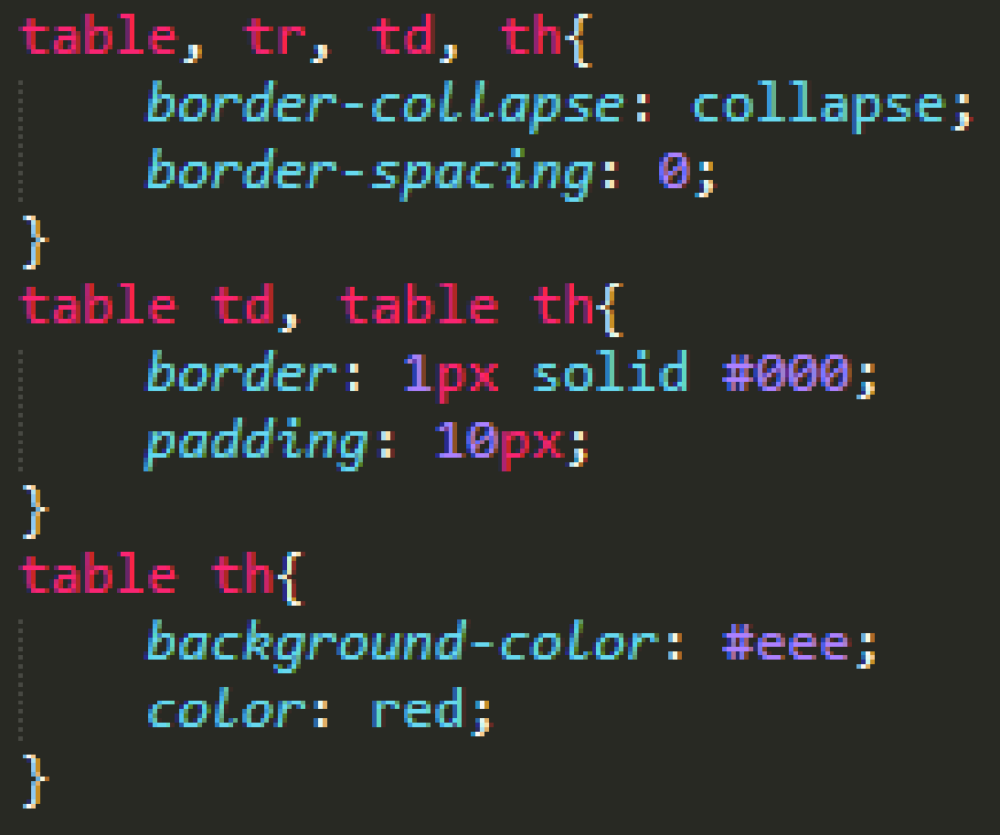 table, tr, td, th{
    border-collapse: collapse;
    border-spacing: 0;
}
table td, table th{
    border: 1px solid #000;
    padding: 10px;
}
table th{
    background-color: #eee;
    color: red;
}